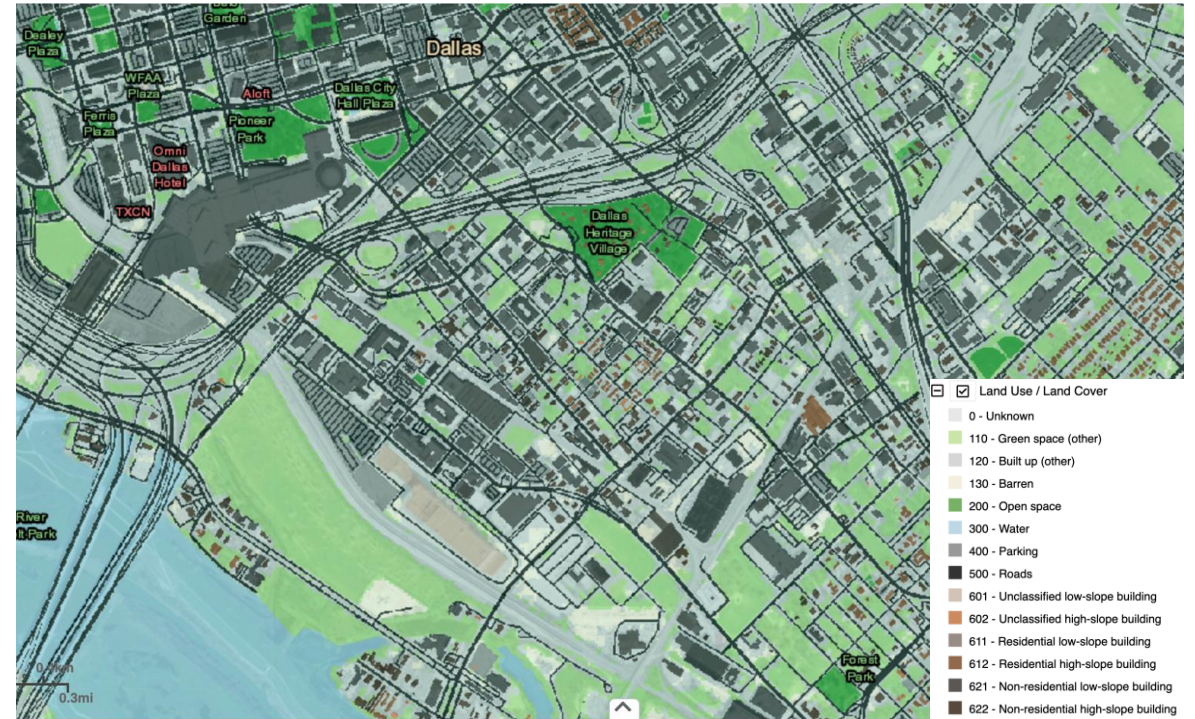 Garden
Dealey
Plaza
Dallas
WFAA
Plaza
Aloft
Dallas City
Hall Plaza
Ferris
Plaza
Pioneer
Park
Omni
Dallas
Hotel
TXCN
Dallas
Heritage
Village
Land Use / Land Cover
0 - Unknown
110 - Green space (other)
120 - Built up (other)
130 - Barren
200 - Open space
300 - Water
400 - Parking
500 - Roads
601 - Unclassified low-slope building
602 - Unclassified high-slope building
611 - Residential low-slope building
612 - Residential high-slope building
621 - Non-residential low-slope building
622 - Non-residential high-slope building
River
lt Park
Forest
Park
0.3mi